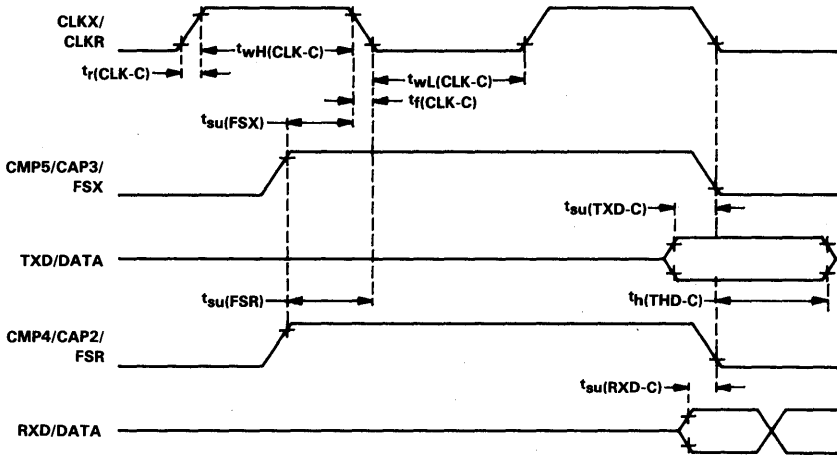 CLKX/
CLKR
tr(CLK-C)
twH(CLK-C)
twL(CLK-C)
tf(CLK-C)
tsu(FSX)
CMP5/CAP3/
FSX
tsu(TXD-C)
TXD/DATA
tsu(FSR)
th(THD-C)
CMP4/CAP2/
FSR
tsu(RXD-C)
RXD/DATA